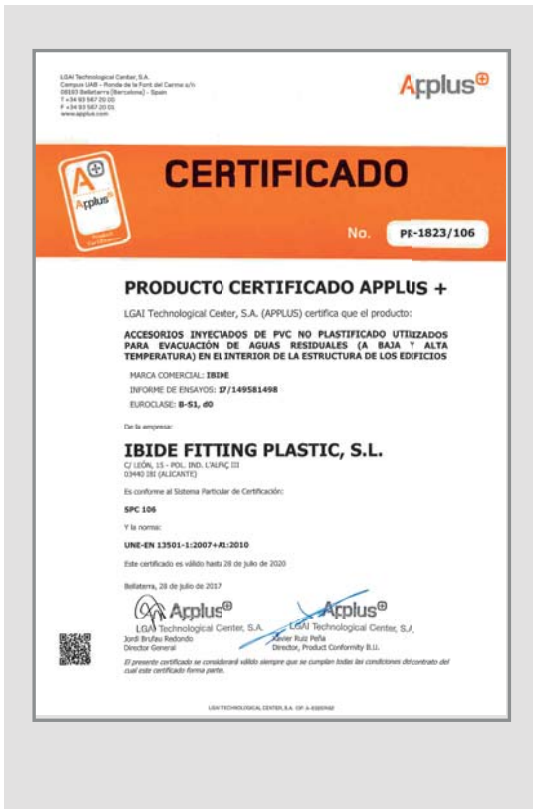 LGAI Technological Center, S.A.
Campus UAB - Ronda de la Font del Carme s/n
08193 Bellaterra (Barcelona) - Spain
T +34 93 567 20 00
F +34 93 567 20 01
www.applus.com
Applus+
A+
Applus+
Product
CERTIFICADO
No. PE-1823/106
PRODUCTO CERTIFICADO APPLUS +
LGAI Technological Center, S.A. (APPLUS) certifica que el producto:
ACCESORIOS INYECTADOS DE PVC NO PLASTIFICADO UTILIZADOS
PARA EVACUACIÓN DE AGUAS RESIDUALES (A BAJA Y ALTA
TEMPERATURA) EN EL INTERIOR DE LA ESTRUCTURA DE LOS EDIFICIOS
MARCA COMERCIAL: IBIDE
INFORME DE ENSAYOS: 17/149581498
EUROCLASE: B-S1, d0
De la empresa:
IBIDE FITTING PLASTIC, S.L.
C/ LEÓN, 15 - POL. IND. L'ALFAÇ III
03440 IBI (ALICANTE)
Es conforme al Sistema Particular de Certificación:
SPC 106
Y la norma:
UNE-EN 13501-1:2007+A1:2010
Este certificado es válido hasta 28 de julio de 2020
Bellaterra, 28 de julio de 2017
Applus+ Applus+
LGAI Technological Center, S.A. LGAI Technological Center, S.A.
Jordi Brufau Redondo Xavier Ruiz Peña
Director General Director, Product Conformity B.U.
El presente certificado se considerará válido siempre que se cumplan todas las condiciones del contrato del
cual este certificado forma parte.
LGAI TECHNOLOGICAL CENTER, S.A. CIF